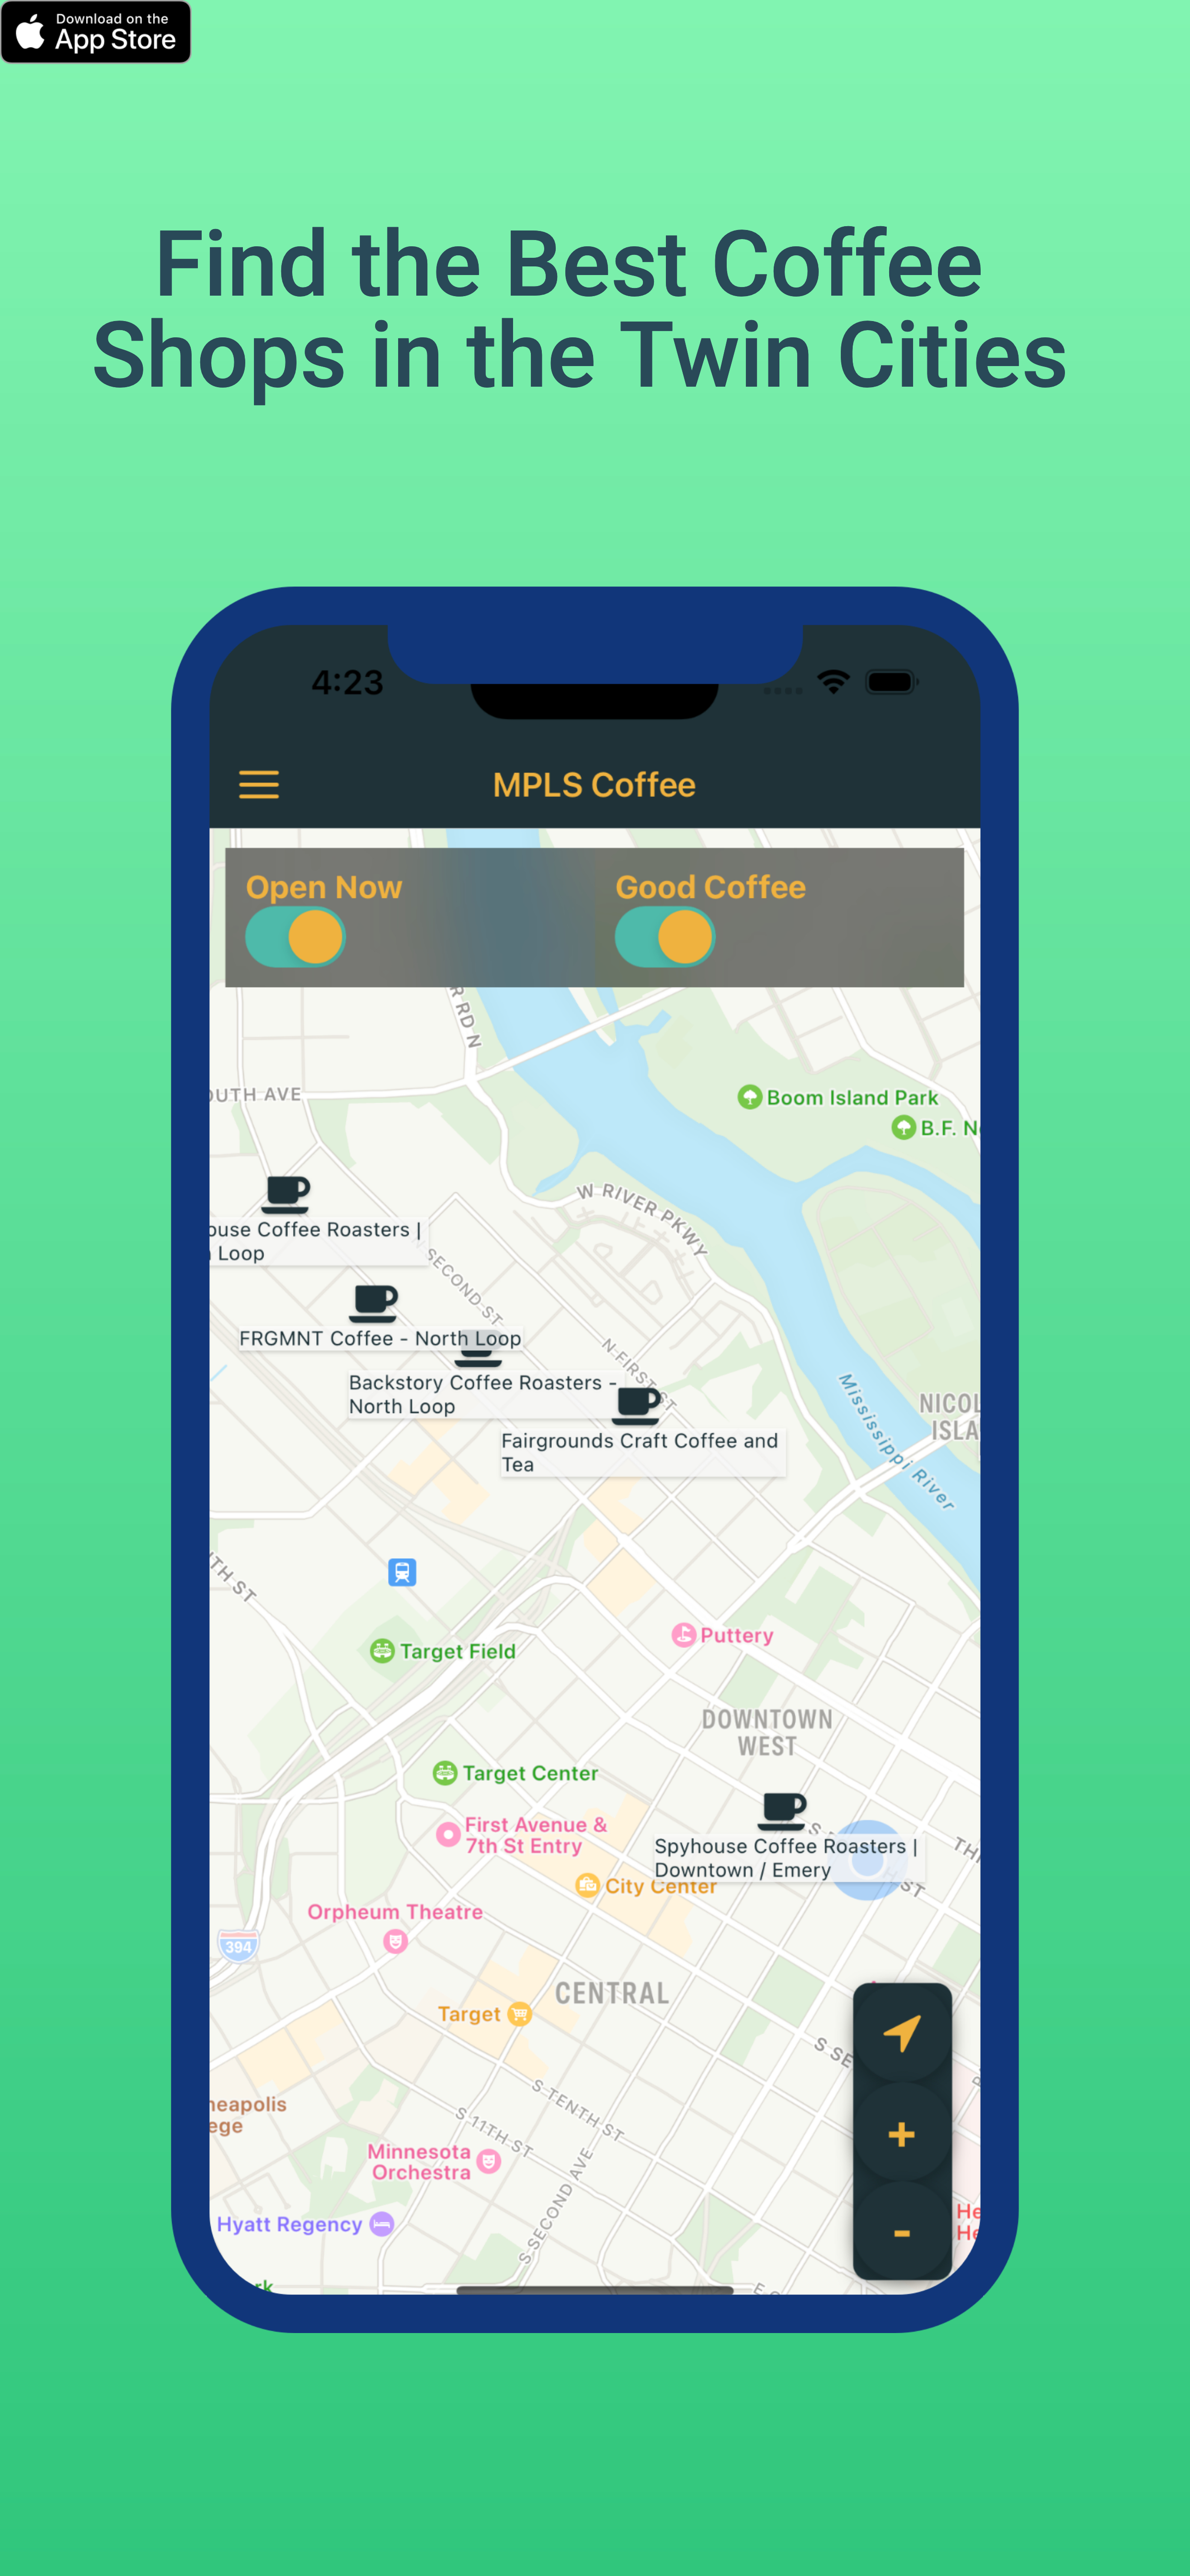 Download on the
App Store
Find the Best Coffee
Shops in the Twin Cities
4:23
MPLS Coffee
Open Now
Good Coffee
R RD N
OUTH AVE
Boom Island Park
B.F. N
W RIVER PKWY
ouse Coffee Roasters |
Loop
SECOND ST
FRGMNT Coffee - North Loop
N FIRST ST
Backstory Coffee Roasters -
North Loop
Mississippi River
NICOL
ISLA
Fairgrounds Craft Coffee and
Tea
TH ST
Puttery
Target Field
DOWNTOWN
WEST
Target Center
First Avenue &
7th St Entry
Spyhouse Coffee Roasters |
Downtown / Emery
TH
ST
City Center
Orpheum Theatre
394
CENTRAL
Target
S SE
neapolis
ege
S TENTH ST
S 11TH ST
Minnesota
Orchestra
S SECOND AVE
Hyatt Regency
He
He
+
-
rk